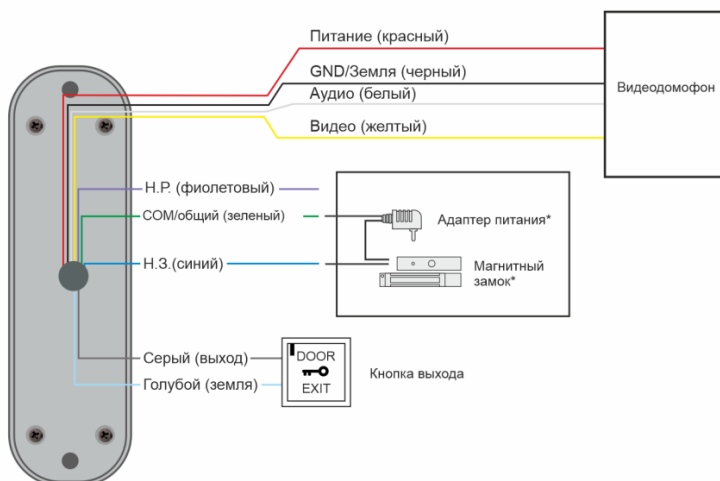 Питание (красный)
GND/Земля (черный)
Аудио (белый)
Видео (желтый)
Видеодомофон
Н.Р. (фиолетовый)
COM/общий (зеленый)
Н.З.(синий)
Адаптер питания*
Магнитный
замок*
Серый (выход)
Голубой (земля)
DOOR
EXIT
Кнопка выхода